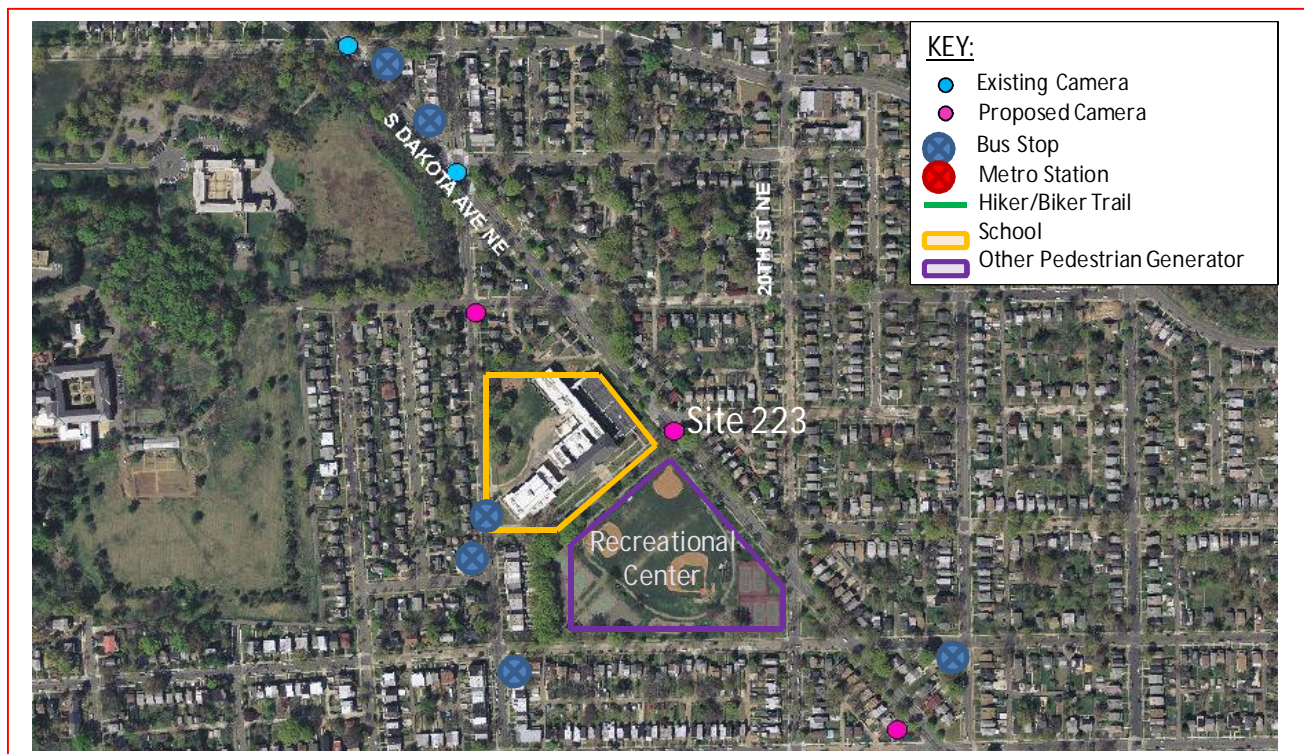 KEY:
Existing Camera
Proposed Camera
Bus Stop
Metro Station
Hiker/Biker Trail
School
Other Pedestrian Generator
S DAKOTA AVE NE
20TH ST NE
Site 223
Recreational
Center